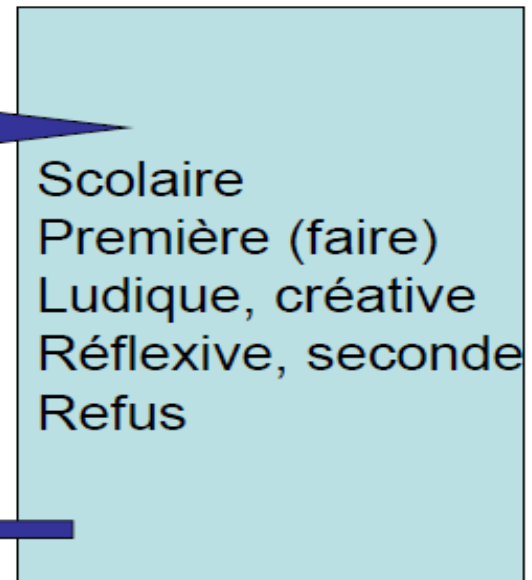 Scolaire
Première (faire)
Ludique, créative
Réflexive, seconde
Refus